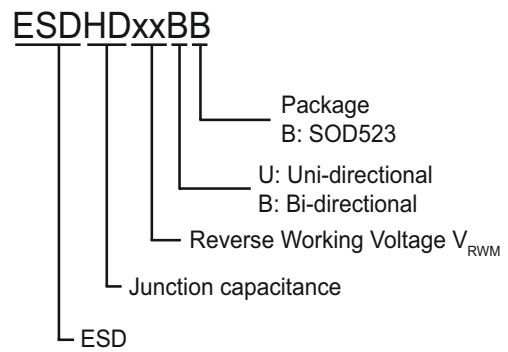 ESDHDxxBB
Package
B: SOD523
U: Uni-directional
B: Bi-directional
Reverse Working Voltage VRWM
Junction capacitance
ESD